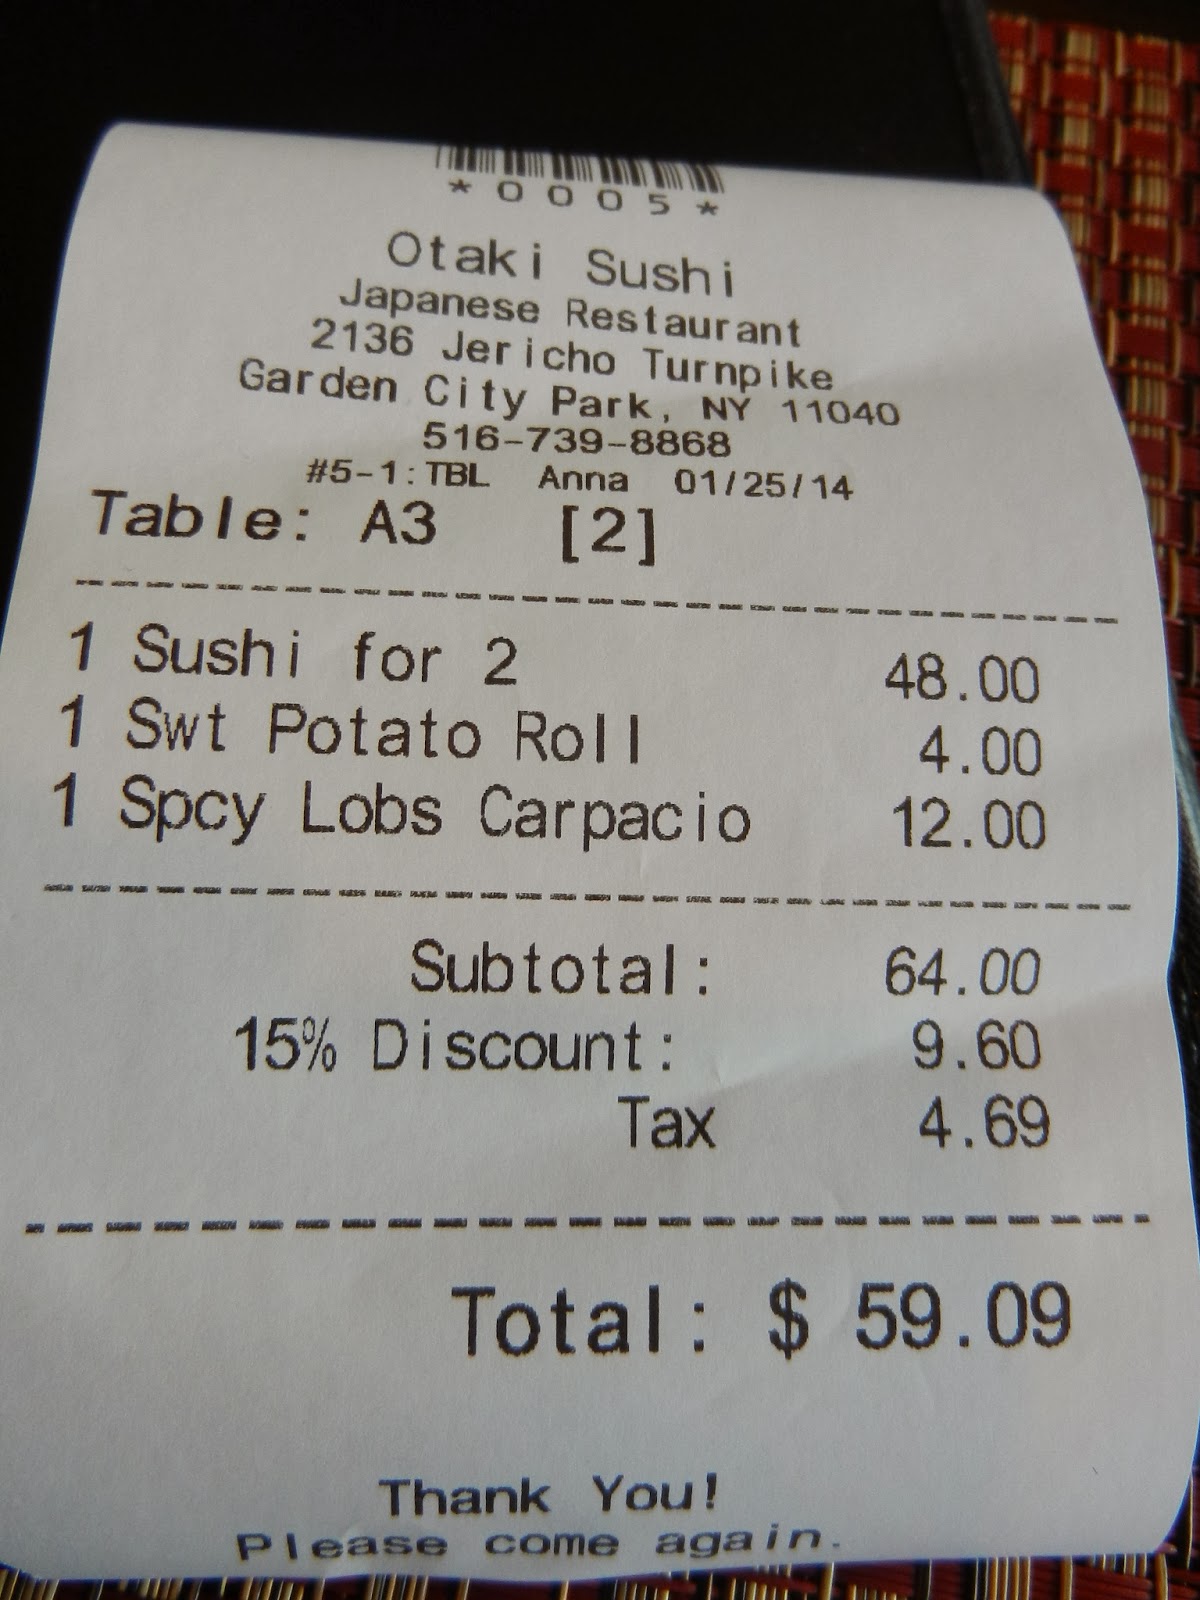 *0005*
Otaki Sushi
Japanese Restaurant
2136 Jericho Turnpike
Garden City Park, NY 11040
516-739-8868
#5-1:TBL Anna 01/25/14
Table: A3 [2]
1 Sushi for 2 48.00
1 Swt Potato Roll 4.00
1 Spcy Lobs Carpacio 12.00
Subtotal: 64.00
15% Discount: 9.60
Tax 4.69
Total: $ 59.09
Thank You!
Please come again.